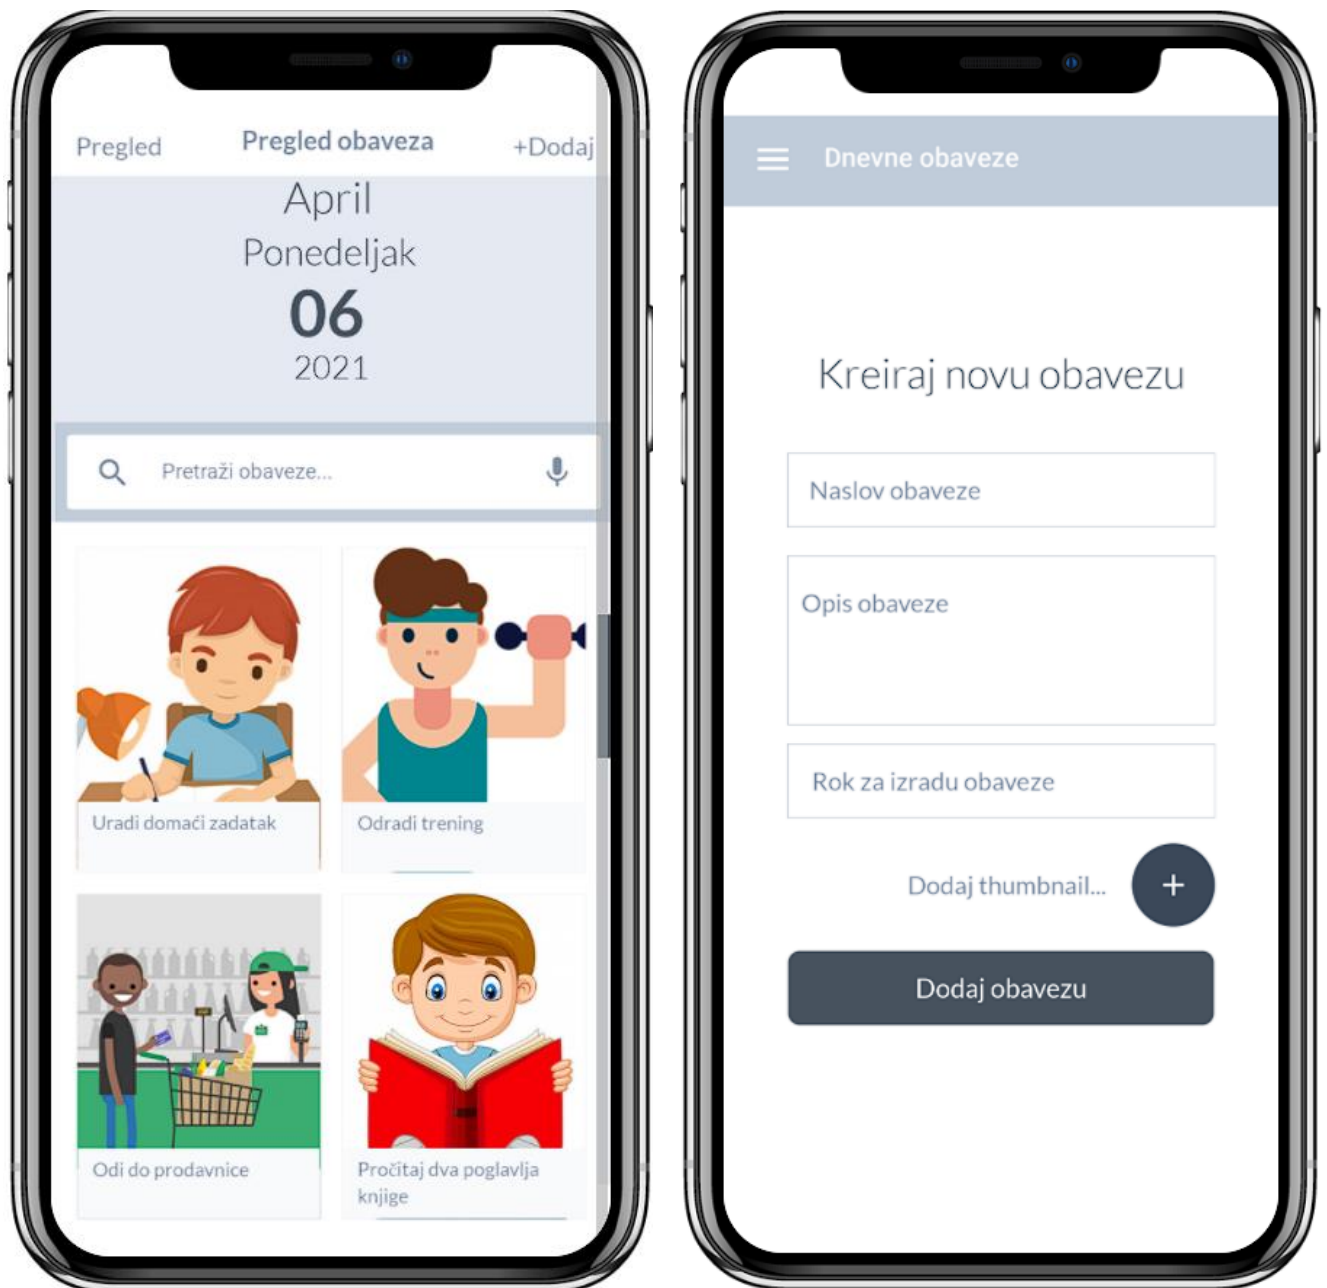 Pregled
Pregled obaveza
+Dodaj
April
Ponedeljak
06
2021
Pretraži obaveze...
Uradi domaći zadatak
Odradi trening
Odi do prodavnice
Pročitaj dva poglavlja
knjige
Dnevne obaveze
Kreiraj novu obavezu
Naslov obaveze
Opis obaveze
Rok za izradu obaveze
Dodaj thumbnail...
+
Dodaj obavezu